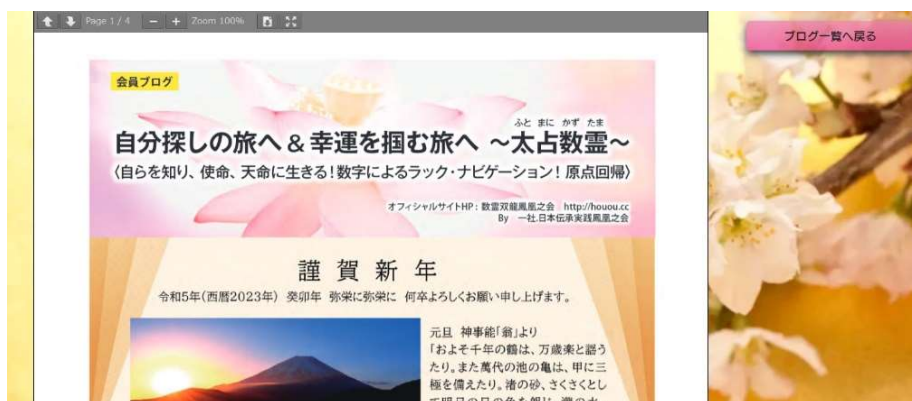 Page 1 / 4
Zoom 100%
ブログ一覧へ戻る
会員ブログ
ふと まに かず たま
自分探しの旅へ & 幸運を掴む旅へ ～太占数霊～
〈自らを知り、使命、天命に生きる!数字によるラック・ナビゲーション! 原点回帰〉
オフィシャルサイトHP : 数霊双龍鳳凰之会 http://houou.cc
By 一社.日本伝承実践鳳凰之会
謹 賀 新 年
令和5年(西暦2023年) 癸卯年 弥栄に弥栄に 何卒よろしくお願い申し上げます。
元旦 神事能「翁」より
「およそ千年の鶴は、万歳楽と謡う
たり。また萬代の池の亀は、甲に三
極を備えたり。渚の砂、さくさくとし